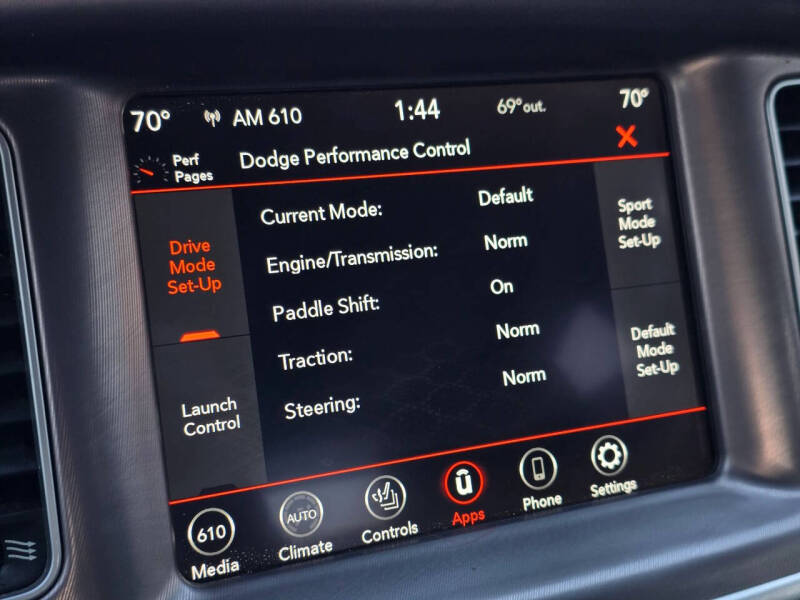 70° AM 610 1:44 69°out. 70°
Perf
Pages
Dodge Performance Control
Drive
Mode
Set-Up
Launch
Control
Current Mode: Default
Engine/Transmission: Norm
Paddle Shift: On
Traction: Norm
Steering: Norm
Sport
Mode
Set-Up
Default
Mode
Set-Up
610
Media
AUTO
Climate
Controls
Apps
Phone
Settings